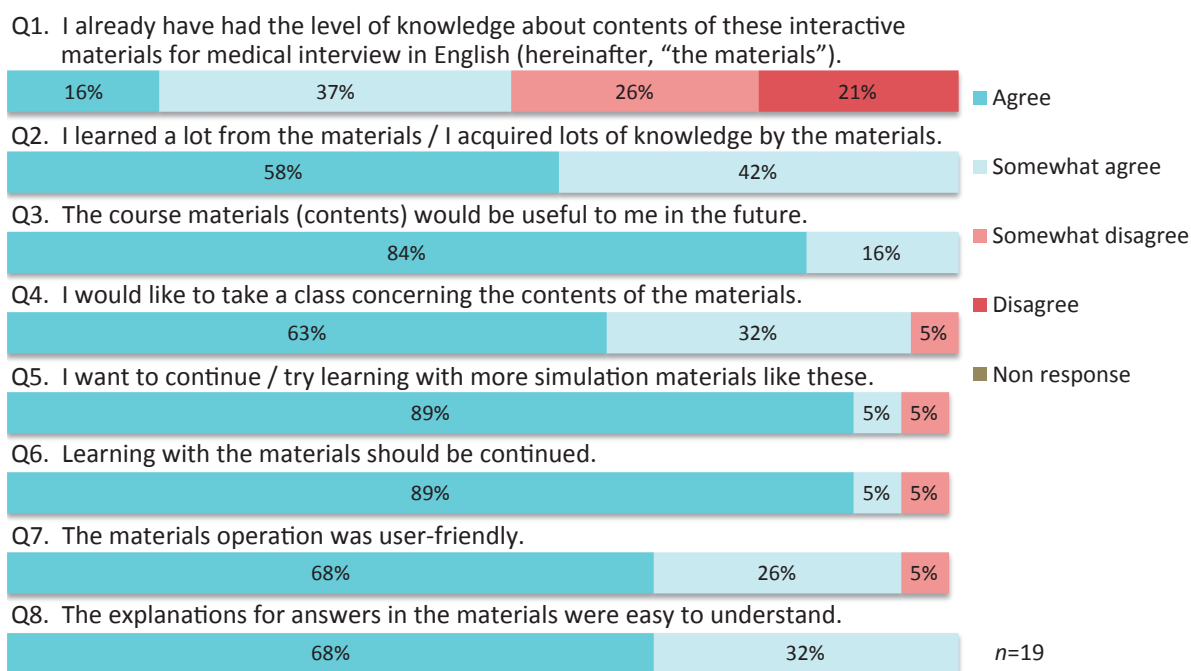 Q1. I already have had the level of knowledge about contents of these interactive
materials for medical interview in English (hereinafter, “the materials”).
16% 37% 26% 21%
Agree
Q2. I learned a lot from the materials / I acquired lots of knowledge by the materials.
58% 42%
Somewhat agree
Q3. The course materials (contents) would be useful to me in the future.
84% 16%
Somewhat disagree
Q4. I would like to take a class concerning the contents of the materials.
63% 32% 5%
Disagree
Q5. I want to continue / try learning with more simulation materials like these.
89% 5% 5%
Non response
Q6. Learning with the materials should be continued.
89% 5% 5%
Q7. The materials operation was user-friendly.
68% 26% 5%
Q8. The explanations for answers in the materials were easy to understand.
68% 32%
n=19